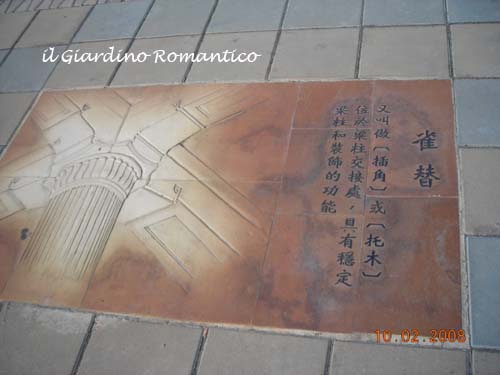 il Giardino Romantico
雀替
又叫做〔插角〕或〔托木〕
位於梁柱交接處，具有穩定
梁柱和裝飾的功能
10.02.2008